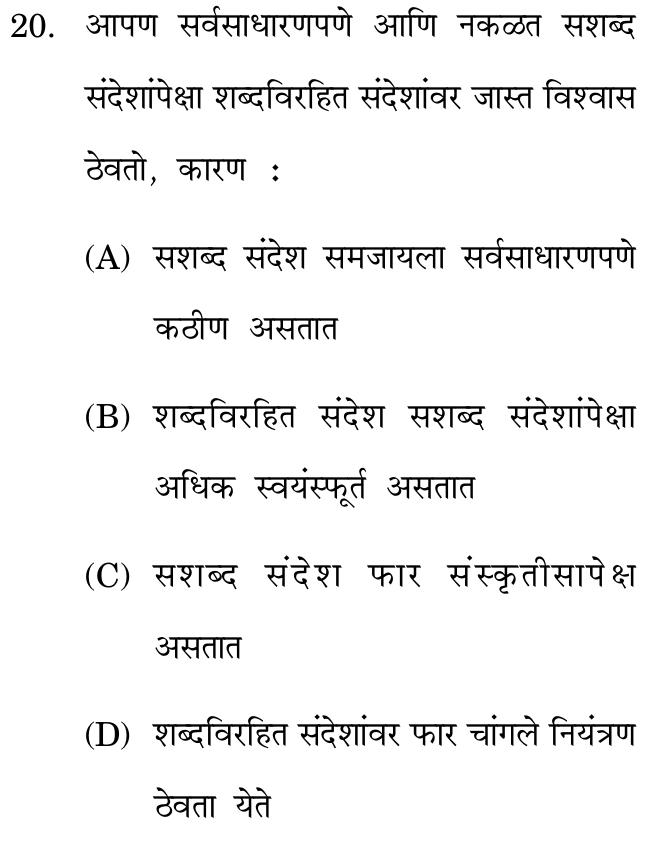 20. आपण सर्वसाधारणपणे आणि नकळत सशब्द
संदेशांपेक्षा शब्दविरहित संदेशांवर जास्त विश्वास
ठेवतो, कारण :
(A) सशब्द संदेश समजायला सर्वसाधारणपणे
कठीण असतात
(B) शब्दविरहित संदेश सशब्द संदेशांपेक्षा
अधिक स्वयंस्फूर्त असतात
(C) सशब्द संदेश फार संस्कृतीसापेक्ष
असतात
(D) शब्दविरहित संदेशांवर फार चांगले नियंत्रण
ठेवता येते